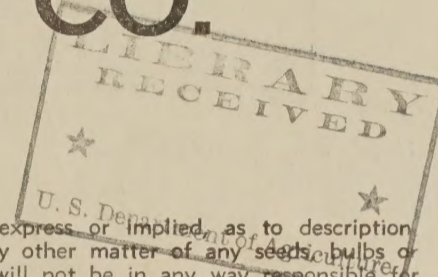 CO.
LIBRARY
RECEIVED
U. S. Department of Agriculture
express or implied, as to description
y other matter of any seeds, bulbs or
will not be in any way responsible for